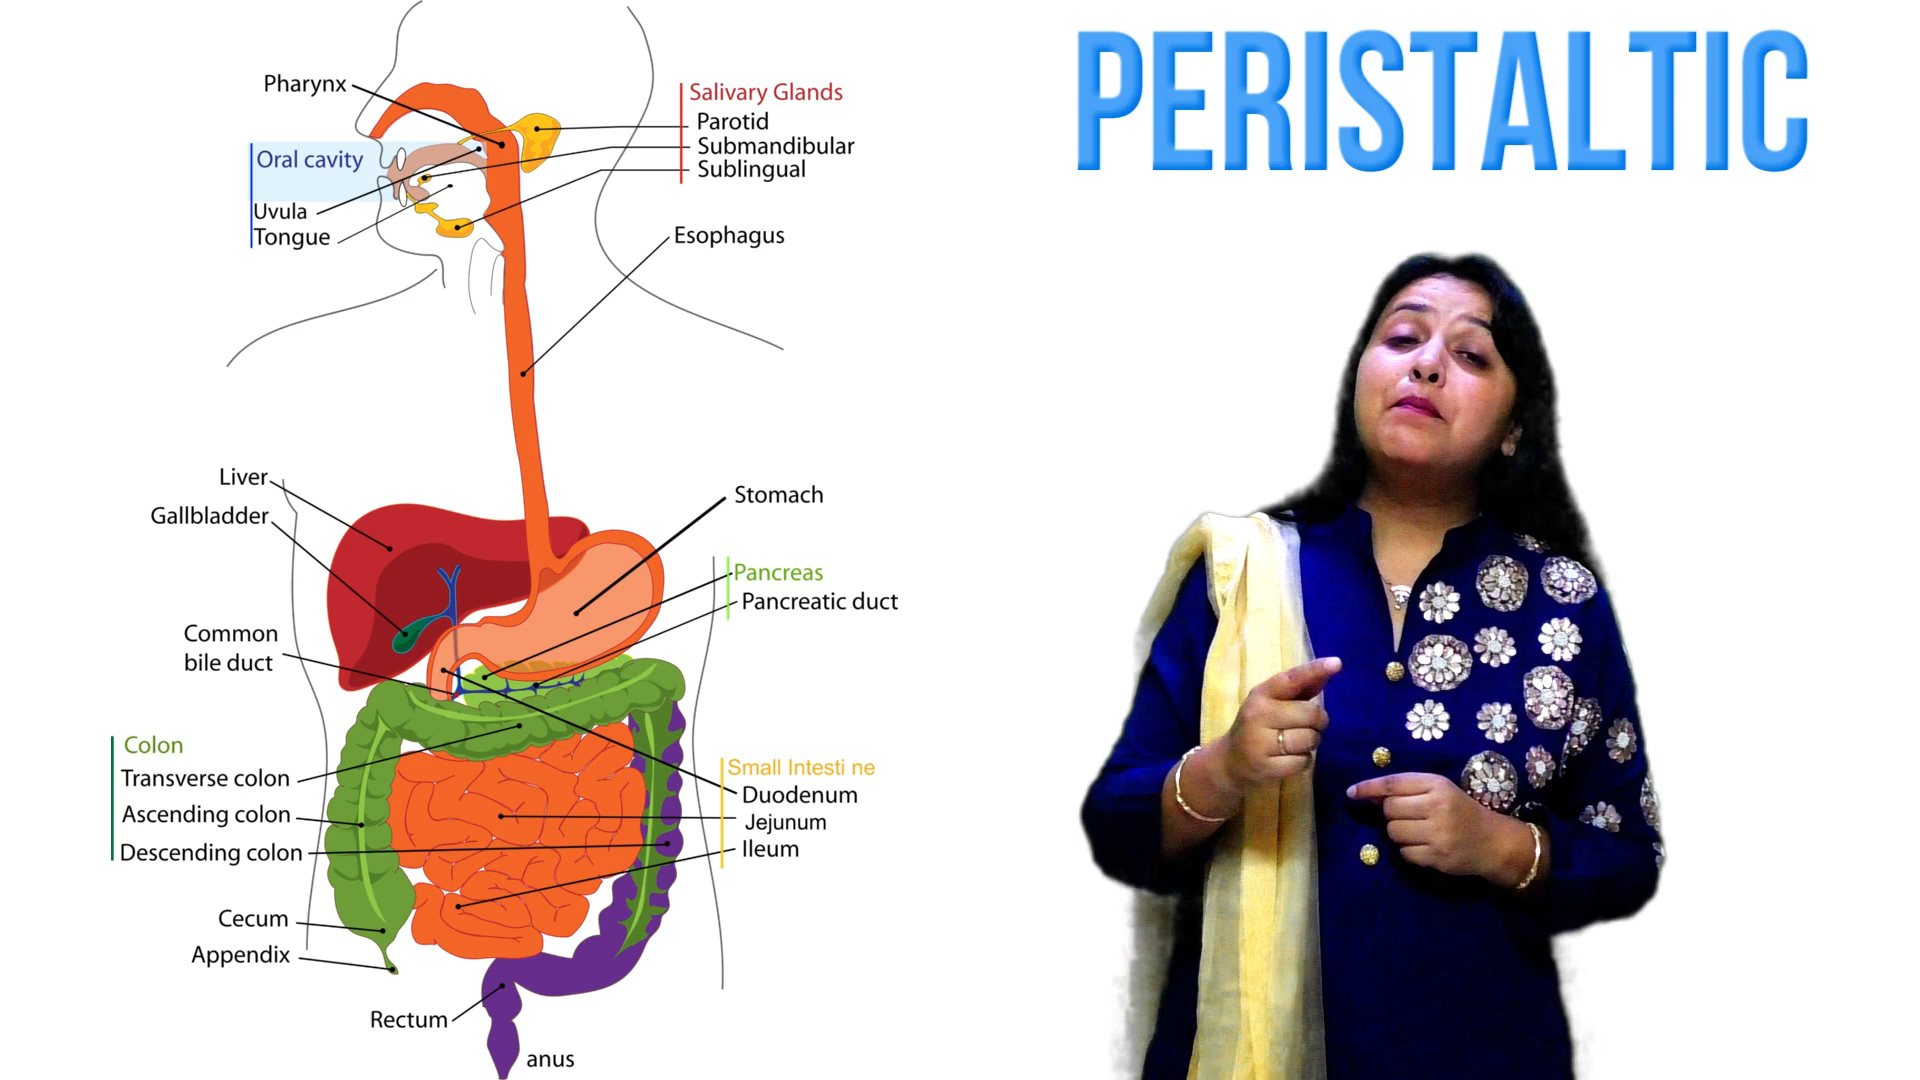 PERISTALTIC
Pharynx
Salivary Glands
Parotid
Submandibular
Sublingual
Oral cavity
Uvula
Tongue
Esophagus
Liver
Gallbladder
Stomach
Pancreas
Pancreatic duct
Common
bile duct
Colon
Transverse colon
Ascending colon
Descending colon
Small Intesti ne
Duodenum
Jejunum
Ileum
Cecum
Appendix
Rectum
anus